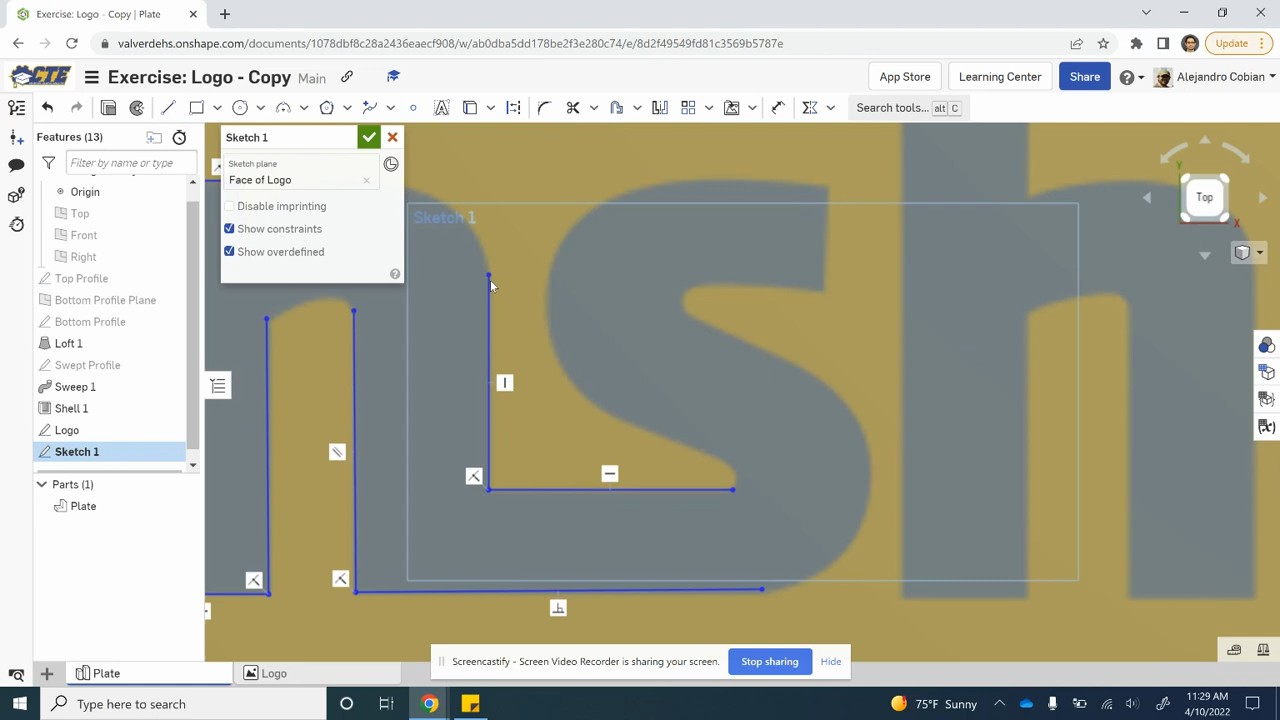 Exercise: Logo - Copy | Plate
valverdehs.onshape.com/documents/1078dbf8c28a2436eaecf908/w/ab0dba5dd178be2f3e280c74/e/8d2f49549fd81c3569b5787e
Update
CTE
Exercise: Logo - Copy Main
App Store
Learning Center
Share
Alejandro Cobian
Search tools... alt C
Features (13)
Filter by name or type
Origin
Top
Front
Right
Top Profile
Bottom Profile Plane
Bottom Profile
Loft 1
Swept Profile
Sweep 1
Shell 1
Logo
Sketch 1
Parts (1)
Plate
Sketch 1
Sketch plane
Face of Logo
Disable imprinting
Show constraints
Show overdefined
Sketch 1
nsh
Y
Top
X
(x)
Screencastify - Screen Video Recorder is sharing your screen.
Stop sharing
Hide
Plate
Logo
Type here to search
75°F Sunny
11:29 AM
4/10/2022